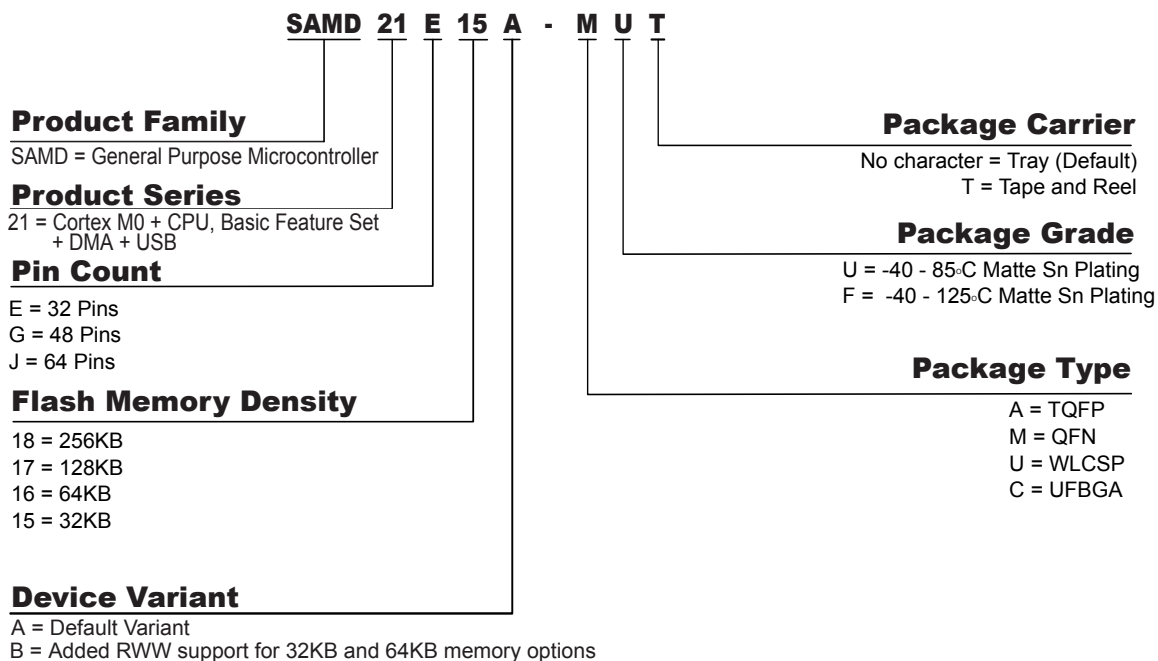 SAMD 21 E 15 A - M U T
Product Family
SAMD = General Purpose Microcontroller
Product Series
21 = Cortex M0 + CPU, Basic Feature Set
+ DMA + USB
Pin Count
E = 32 Pins
G = 48 Pins
J = 64 Pins
Flash Memory Density
18 = 256KB
17 = 128KB
16 = 64KB
15 = 32KB
Device Variant
A = Default Variant
B = Added RWW support for 32KB and 64KB memory options
Package Carrier
No character = Tray (Default)
T = Tape and Reel
Package Grade
U = -40 - 85°C Matte Sn Plating
F = -40 - 125°C Matte Sn Plating
Package Type
A = TQFP
M = QFN
U = WLCSP
C = UFBGA